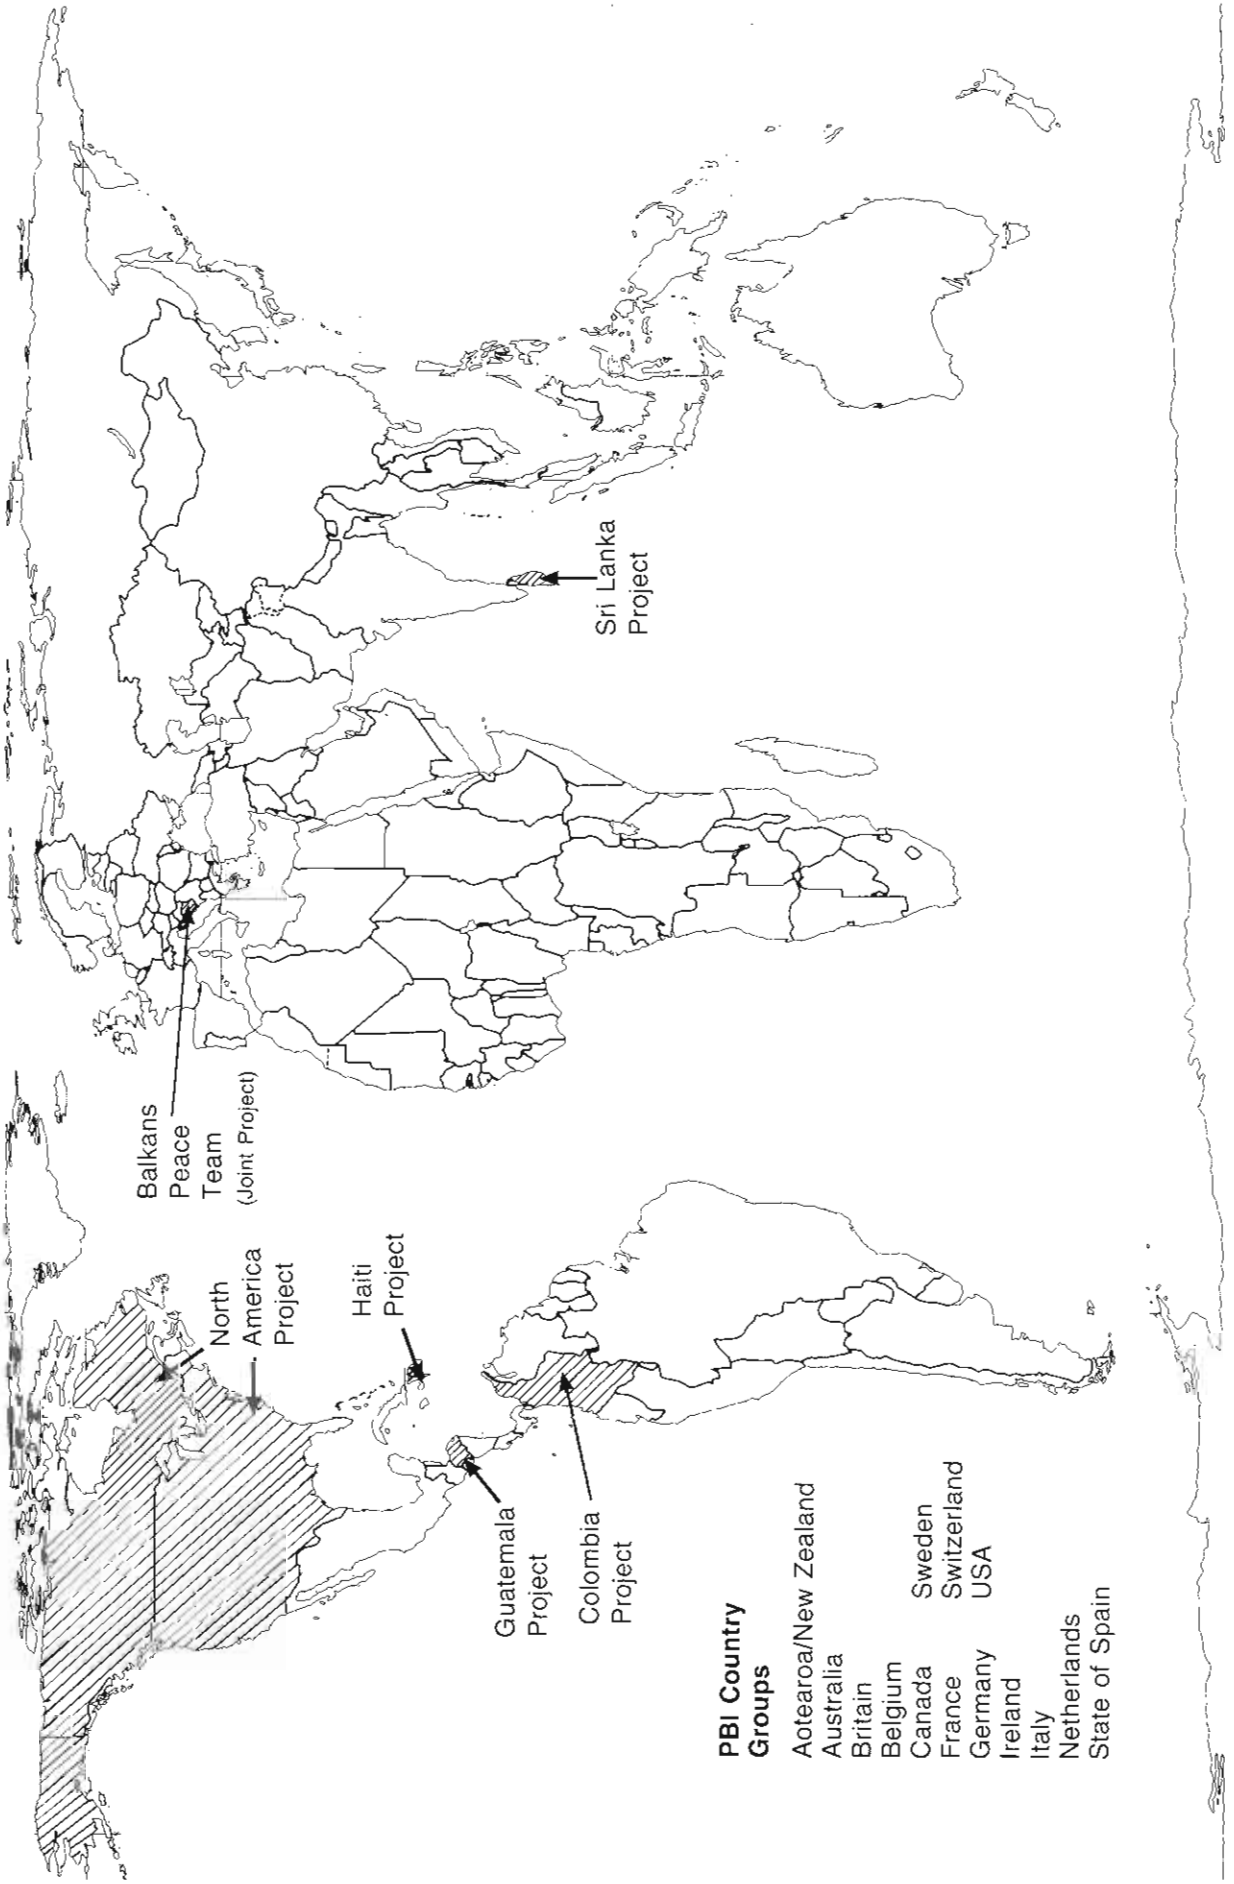 North
America
Project
Balkans
Peace
Team
(Joint Project)
Haiti
Project
Guatemala
Project
Colombia
Project
Sri Lanka
Project
PBI Country
Groups
Aotearoa/New Zealand
Australia
Britain
Belgium
Canada
France
Germany
Ireland
Italy
Netherlands
State of Spain
Sweden
Switzerland
USA